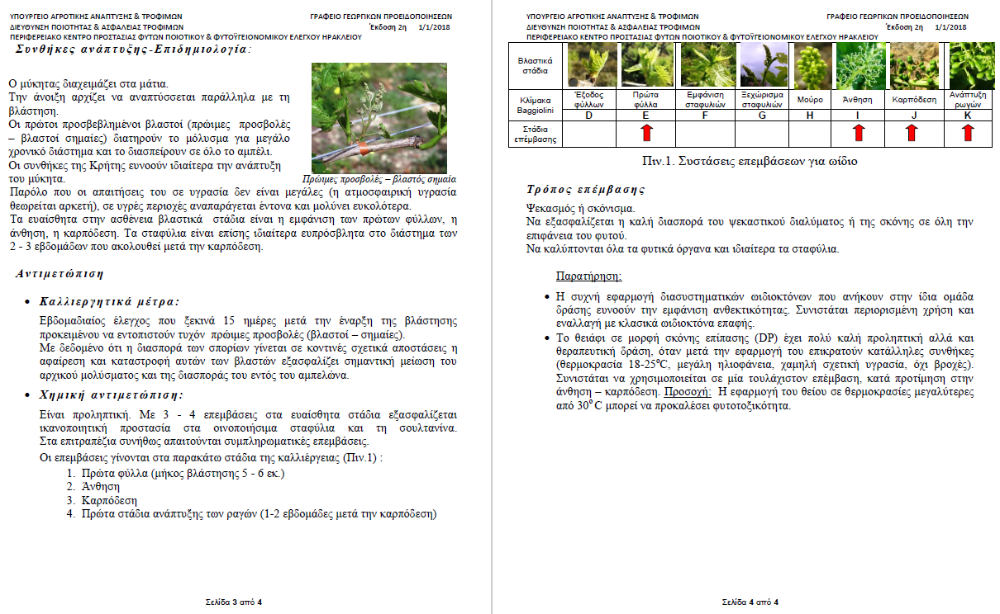 ΥΠΟΥΡΓΕΙΟ ΑΓΡΟΤΙΚΗΣ ΑΝΑΠΤΥΞΗΣ & ΤΡΟΦΙΜΩΝ ΓΡΑΦΕΙΟ ΓΕΩΡΓΙΚΩΝ ΠΡΟΕΙΔΟΠΟΙΗΣΕΩΝ
ΔΙΕΥΘΥΝΣΗ ΠΟΙΟΤΗΤΑΣ & ΑΣΦΑΛΕΙΑΣ ΤΡΟΦΙΜΩΝ Έκδοση 2η 1/1/2018
ΠΕΡΙΦΕΡΕΙΑΚΟ ΚΕΝΤΡΟ ΠΡΟΣΤΑΣΙΑΣ ΦΥΤΩΝ ΠΟΙΟΤΙΚΟΥ & ΦΥΤΟΫΓΕΙΟΝΟΜΙΚΟΥ ΕΛΕΓΧΟΥ ΗΡΑΚΛΕΙΟΥ
Συνθήκες ανάπτυξης-Επιδημιολογία:
Ο μύκητας διαχειμάζει στα μάτια.
Την άνοιξη αρχίζει να αναπτύσσεται παράλληλα με τη
βλάστηση.
Οι πρώτοι προσβεβλημένοι βλαστοί (πρώιμες προσβολές
– βλαστοί σημαίες) διατηρούν το μόλυσμα για μεγάλο
χρονικό διάστημα και το διασπείρουν σε όλο το αμπέλι.
Οι συνθήκες της Κρήτης ευνοούν ιδιαίτερα την ανάπτυξη
του μύκητα.
Πρώιμες προσβολές – βλαστός σημαία
Παρόλο που οι απαιτήσεις του σε υγρασία δεν είναι μεγάλες (η ατμοσφαιρική υγρασία
θεωρείται αρκετή), σε υγρές περιοχές αναπαράγεται έντονα και μολύνει ευκολότερα.
Τα ευαίσθητα στην ασθένεια βλαστικά στάδια είναι η εμφάνιση των πρώτων φύλλων, η
άνθηση, η καρπόδεση. Τα σταφύλια είναι επίσης ιδιαίτερα ευπρόσβλητα στο διάστημα των
2 - 3 εβδομάδων που ακολουθεί μετά την καρπόδεση.
Αντιμετώπιση
• Καλλιεργητικά μέτρα:
Εβδομαδιαίος έλεγχος που ξεκινά 15 ημέρες μετά την έναρξη της βλάστησης
προκειμένου να εντοπιστούν τυχόν πρώιμες προσβολές (βλαστοί – σημαίες).
Με δεδομένο ότι η διασπορά των σπορίων γίνεται σε κοντινές σχετικά αποστάσεις η
αφαίρεση και καταστροφή αυτών των βλαστών εξασφαλίζει σημαντική μείωση του
αρχικού μολύσματος και της διασποράς του εντός του αμπελώνα.
• Χημική αντιμετώπιση:
Είναι προληπτική. Με 3 - 4 επεμβάσεις στα ευαίσθητα στάδια εξασφαλίζεται
ικανοποιητική προστασία στα οινοποιήσιμα σταφύλια και τη σουλτανίνα.
Στα επιτραπέζια συνήθως απαιτούνται συμπληρωματικές επεμβάσεις.
Οι επεμβάσεις γίνονται στα παρακάτω στάδια της καλλιέργειας (Πιν.1) :
1. Πρώτα φύλλα (μήκος βλάστησης 5 - 6 εκ.)
2. Άνθηση
3. Καρπόδεση
4. Πρώτα στάδια ανάπτυξης των ραγών (1-2 εβδομάδες μετά την καρπόδεση)
Σελίδα 3 από 4
ΥΠΟΥΡΓΕΙΟ ΑΓΡΟΤΙΚΗΣ ΑΝΑΠΤΥΞΗΣ & ΤΡΟΦΙΜΩΝ ΓΡΑΦΕΙΟ ΓΕΩΡΓΙΚΩΝ ΠΡΟΕΙΔΟΠΟΙΗΣΕΩΝ
ΔΙΕΥΘΥΝΣΗ ΠΟΙΟΤΗΤΑΣ & ΑΣΦΑΛΕΙΑΣ ΤΡΟΦΙΜΩΝ Έκδοση 2η 1/1/2018
ΠΕΡΙΦΕΡΕΙΑΚΟ ΚΕΝΤΡΟ ΠΡΟΣΤΑΣΙΑΣ ΦΥΤΩΝ ΠΟΙΟΤΙΚΟΥ & ΦΥΤΟΫΓΕΙΟΝΟΜΙΚΟΥ ΕΛΕΓΧΟΥ ΗΡΑΚΛΕΙΟΥ
Βλαστικά
στάδια
Κλίμακα
Baggiolini
Έξοδος
φύλλων
Πρώτα
φύλλα
Εμφάνιση
σταφυλιών
Ξεχώρισμα
σταφυλιών
Μούρο
Άνθηση
Καρπόδεση
Ανάπτυξη
ρωγών
D E F G H I J K
Στάδια
επέμβασης
Πιν.1. Συστάσεις επεμβάσεων για ωίδιο
Τρόπος επέμβασης
Ψεκασμός ή σκόνισμα.
Να εξασφαλίζεται η καλή διασπορά του ψεκαστικού διαλύματος ή της σκόνης σε όλη την
επιφάνεια του φυτού.
Να καλύπτονται όλα τα φυτικά όργανα και ιδιαίτερα τα σταφύλια.
Παρατήρηση:
• Η συχνή εφαρμογή διασυστηματικών ωιδιοκτόνων που ανήκουν στην ίδια ομάδα
δράσης ευνοούν την εμφάνιση ανθεκτικότητας. Συνιστάται περιορισμένη χρήση και
εναλλαγή με κλασικά ωιδιοκτόνα επαφής.
• Το θειάφι σε μορφή σκόνης επίπασης (DP) έχει πολύ καλή προληπτική αλλά και
θεραπευτική δράση, όταν μετά την εφαρμογή του επικρατούν κατάλληλες συνθήκες
(θερμοκρασία 18-25°C, μεγάλη ηλιοφάνεια, χαμηλή σχετική υγρασία, όχι βροχές).
Συνιστάται να χρησιμοποιείται σε μία τουλάχιστον επέμβαση, κατά προτίμηση στην
άνθηση – καρπόδεση. Προσοχή: Η εφαρμογή του θείου σε θερμοκρασίες μεγαλύτερες
από 30° C μπορεί να προκαλέσει φυτοτοξικότητα.
Σελίδα 4 από 4